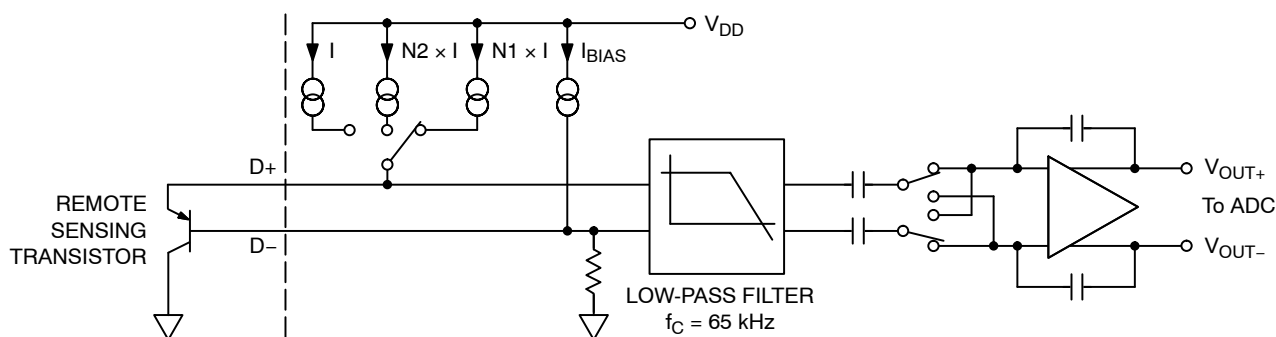 V_DD
I
N2 × I
N1 × I
I_BIAS
D+
REMOTE
SENSING
TRANSISTOR
D−
LOW-PASS FILTER
f_C = 65 kHz
V_OUT+
To ADC
V_OUT−